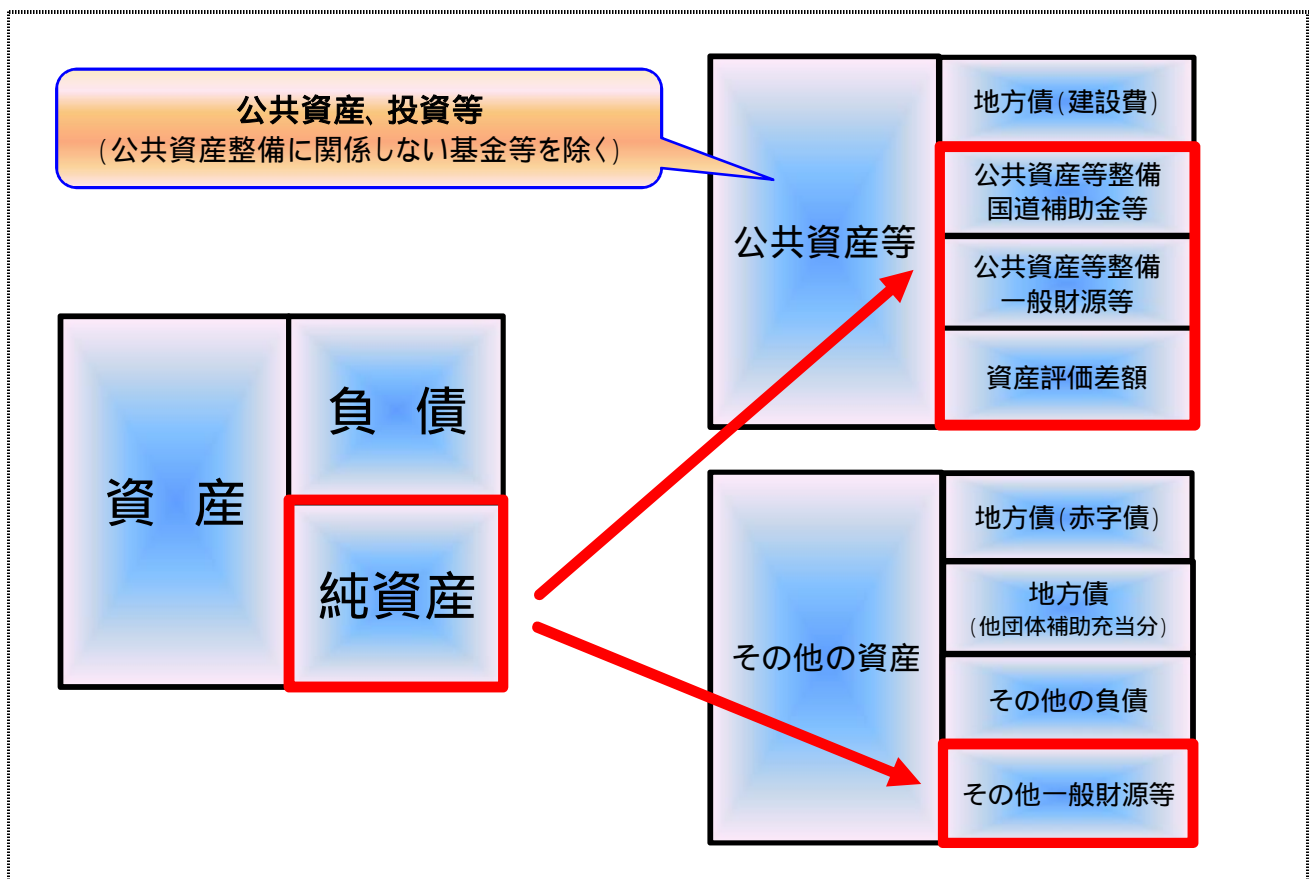 公共資産、投資等
(公共資産整備に関係しない基金等を除く)
資 産
負 債
純資産
公共資産等
地方債(建設費)
公共資産等整備
国道補助金等
公共資産等整備
一般財源等
資産評価差額
その他の資産
地方債(赤字債)
地方債
(他団体補助充当分)
その他の負債
その他一般財源等